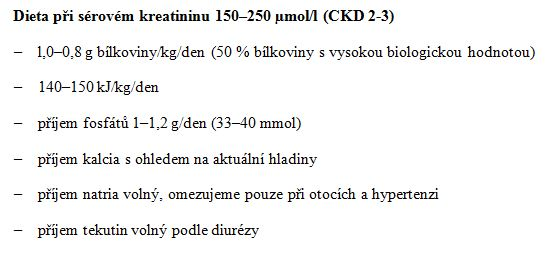 Dieta při sérovém kreatininu 150–250 µmol/l (CKD 2-3)
– 1,0–0,8 g bílkoviny/kg/den (50 % bílkoviny s vysokou biologickou hodnotou)
– 140–150 kJ/kg/den
– příjem fosfátů 1–1,2 g/den (33–40 mmol)
– příjem kalcia s ohledem na aktuální hladiny
– příjem natria volný, omezujeme pouze při otocích a hypertenzi
– příjem tekutin volný podle diurézy